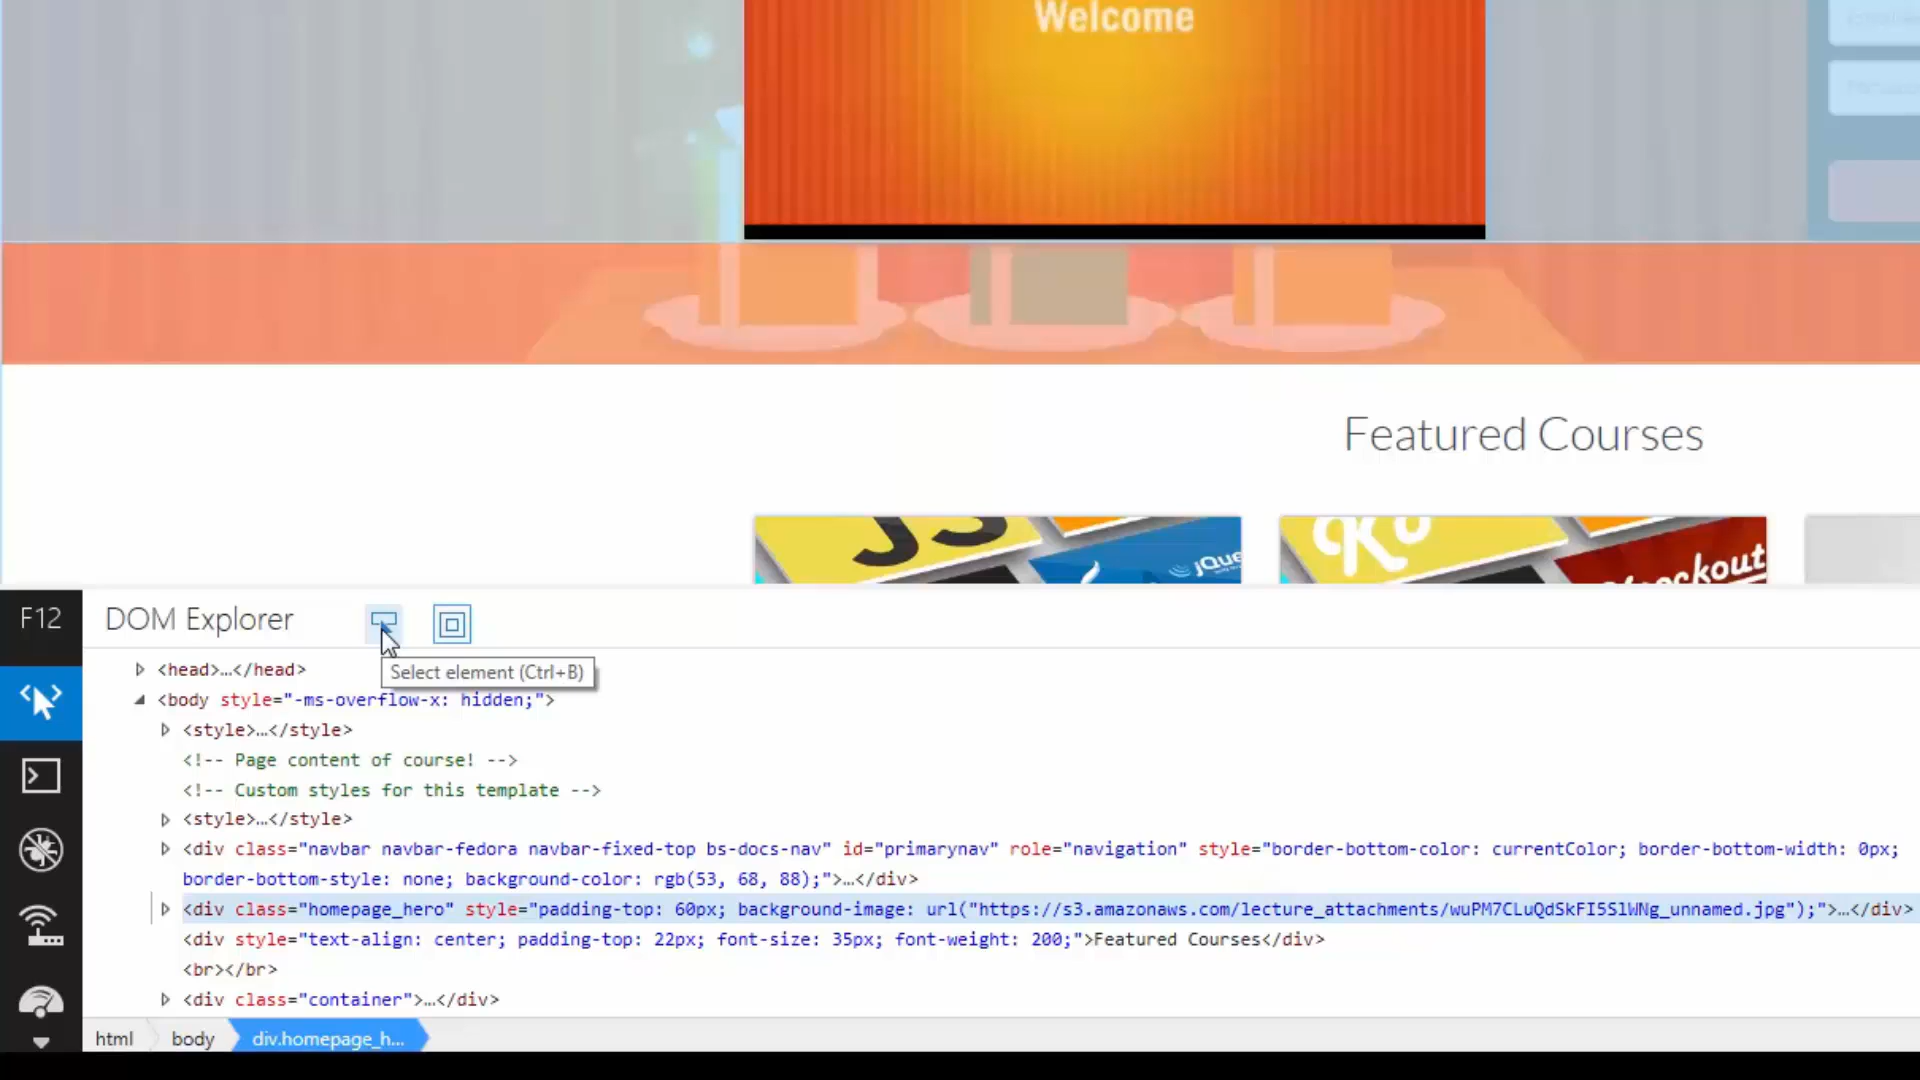 Welcome
Featured Courses
JS
jQue
Ko
Knockout
F12
DOM Explorer
Select element (Ctrl+B)
<head>…</head>
<body style="-ms-overflow-x: hidden;">
<style>…</style>
<!-- Page content of course! -->
<!-- Custom styles for this template -->
<style>…</style>
<div class="navbar navbar-fedora navbar-fixed-top bs-docs-nav" id="primarynav" role="navigation" style="border-bottom-color: currentColor; border-bottom-width: 0px;
border-bottom-style: none; background-color: rgb(53, 68, 88);">…</div>
<div class="homepage_hero" style="padding-top: 60px; background-image: url("https://s3.amazonaws.com/lecture_attachments/wuPM7CLuQdSkFI5SlWNg_unnamed.jpg");">…</div>
<div style="text-align: center; padding-top: 22px; font-size: 35px; font-weight: 200;">Featured Courses</div>
<br></br>
<div class="container">…</div>
html
body
div.homepage_h...